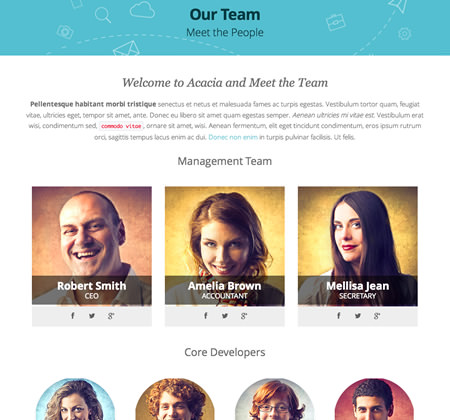 Our Team
Meet the People
Welcome to Acacia and Meet the Team
Pellentesque habitant morbi tristique senectus et netus et malesuada fames ac turpis egestas. Vestibulum tortor quam, feugiat
vitae, ultricies eget, tempor sit amet, ante. Donec eu libero sit amet quam egestas semper. Aenean ultricies mi vitae est. Vestibulum erat
wisi, condimentum sed, commodo vitae, ornare sit amet, wisi. Aenean fermentum, elit eget tincidunt condimentum, eros ipsum rutrum
orci, sagittis tempus lacus enim ac dui. Donec non enim in turpis pulvinar facilisis. Ut felis.
Management Team
Robert Smith
CEO
Amelia Brown
ACCOUNTANT
Mellisa Jean
SECRETARY
Core Developers